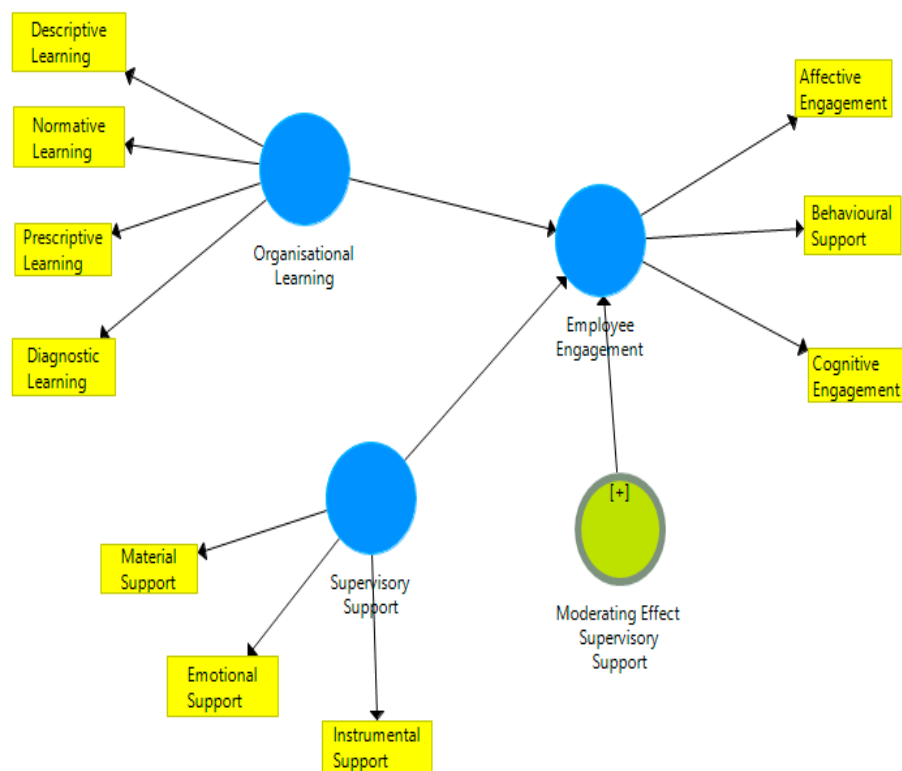 Descriptive
Learning
Normative
Learning
Prescriptive
Learning
Diagnostic
Learning
Organisational
Learning
Affective
Engagement
Behavioural
Support
Cognitive
Engagement
Employee
Engagement
Material
Support
Emotional
Support
Instrumental
Support
Supervisory
Support
[+]
Moderating Effect
Supervisory
Support